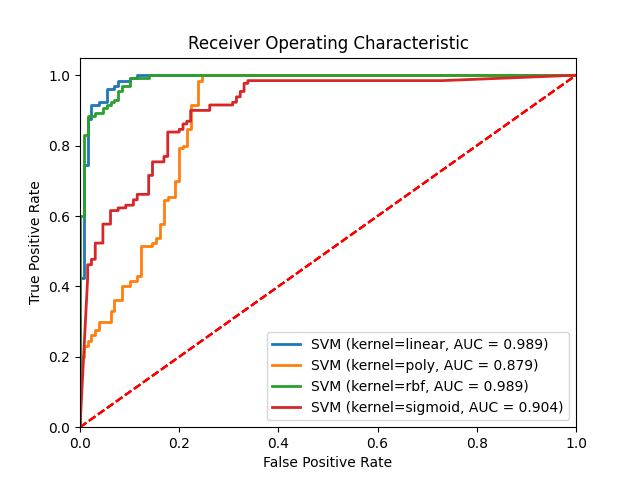 Receiver Operating Characteristic
True Positive Rate
1.0
0.8
0.6
0.4
0.2
0.0
SVM (kernel=linear, AUC = 0.989)
SVM (kernel=poly, AUC = 0.879)
SVM (kernel=rbf, AUC = 0.989)
SVM (kernel=sigmoid, AUC = 0.904)
0.0 0.2 0.4 0.6 0.8 1.0
False Positive Rate